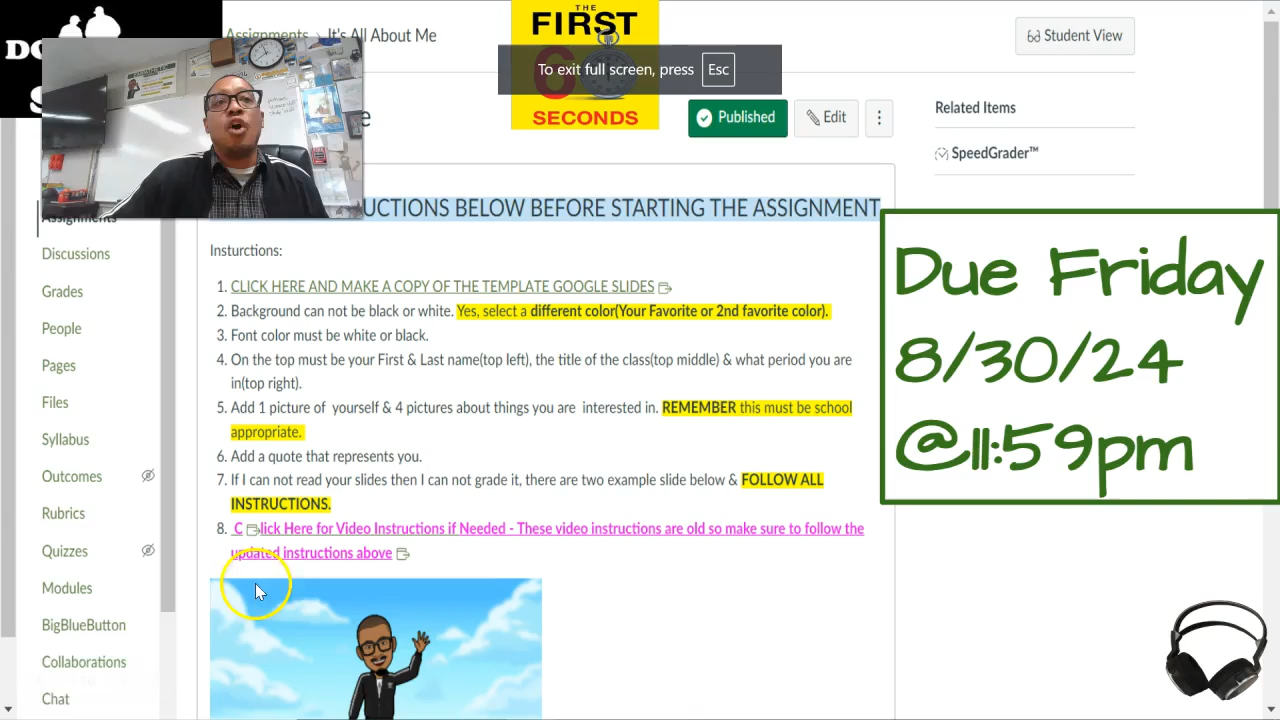 DO
S
Assignments › It's All About Me
Student View
THE
FIRST
6
SECONDS
To exit full screen, press Esc
e
Published
Edit
Related Items
SpeedGrader™
UCTIONS BELOW BEFORE STARTING THE ASSIGNMENT
Insturctions:
1. CLICK HERE AND MAKE A COPY OF THE TEMPLATE GOOGLE SLIDES
2. Background can not be black or white. Yes, select a different color(Your Favorite or 2nd favorite color).
3. Font color must be white or black.
4. On the top must be your First & Last name(top left), the title of the class(top middle) & what period you are
in(top right).
5. Add 1 picture of yourself & 4 pictures about things you are interested in. REMEMBER this must be school
appropriate.
6. Add a quote that represents you.
7. If I can not read your slides then I can not grade it, there are two example slide below & FOLLOW ALL
INSTRUCTIONS.
8. Click Here for Video Instructions if Needed - These video instructions are old so make sure to follow the
updated instructions above
Due Friday
8/30/24
@11:59pm
Assignments
Discussions
Grades
People
Pages
Files
Syllabus
Outcomes
Rubrics
Quizzes
Modules
BigBlueButton
Collaborations
Chat